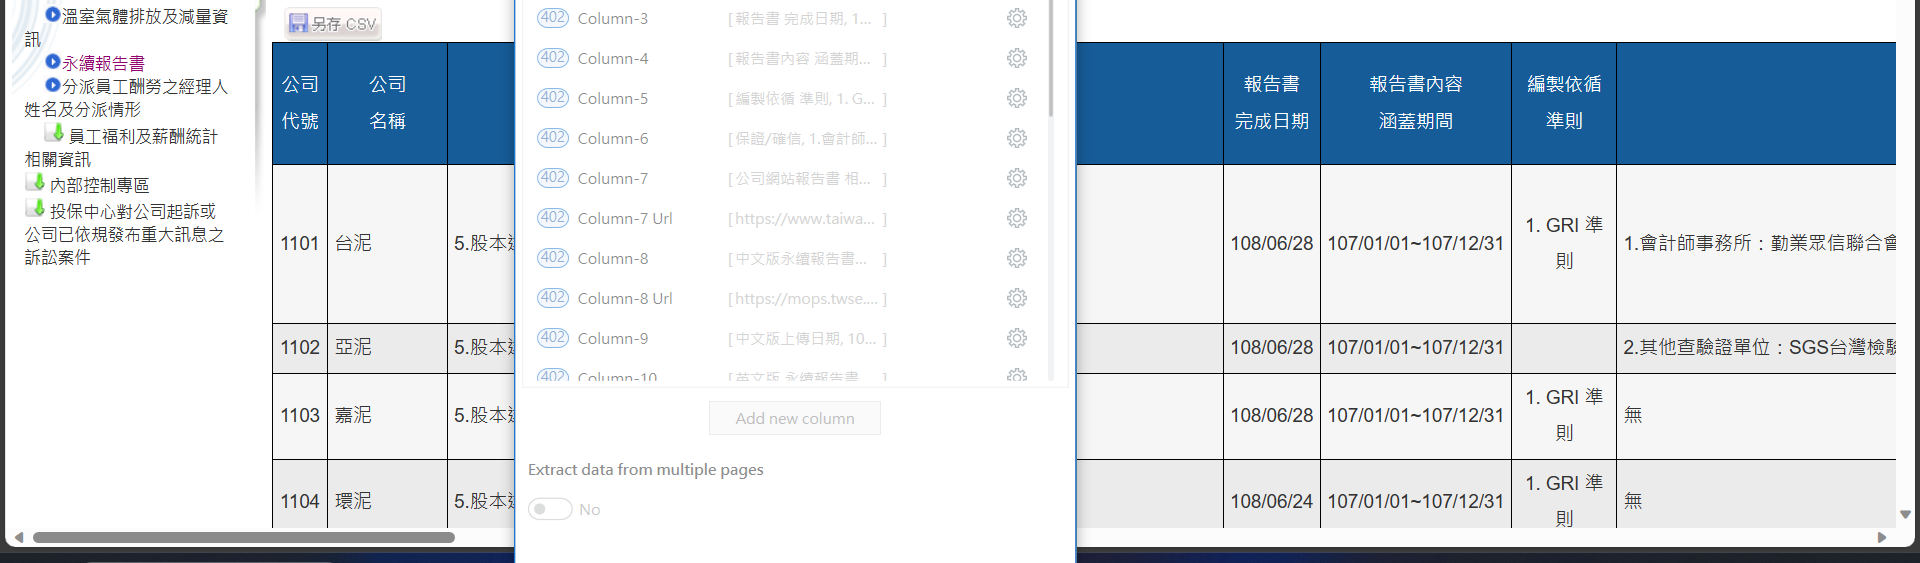 溫室氣體排放及減量資
訊
永續報告書
分派員工酬勞之經理人
姓名及分派情形
員工福利及薪酬統計
相關資訊
內部控制專區
投保中心對公司起訴或
公司已依規發布重大訊息之
訴訟案件
另存 CSV
公司
代號
公司
名稱
報告書
完成日期
報告書內容
涵蓋期間
編製依循
準則
1101
台泥
5.股本達
108/06/28
107/01/01~107/12/31
1. GRI 準
則
1.會計師事務所：勤業眾信聯合會
1102
亞泥
5.股本達
108/06/28
107/01/01~107/12/31
2.其他查驗證單位：SGS台灣檢驗
1103
嘉泥
5.股本達
108/06/28
107/01/01~107/12/31
1. GRI 準
則
無
1104
環泥
5.股本達
108/06/24
107/01/01~107/12/31
1. GRI 準
則
無
402 Column-3 [ 報告書 完成日期, 1... ]
402 Column-4 [ 報告書內容 涵蓋期... ]
402 Column-5 [ 編製依循 準則, 1. G... ]
402 Column-6 [ 保證/確信, 1.會計師... ]
402 Column-7 [ 公司網站報告書 相... ]
402 Column-7 Url [ https://www.taiwa... ]
402 Column-8 [ 中文版永續報告書... ]
402 Column-8 Url [ https://mops.twse.... ]
402 Column-9 [ 中文版上傳日期, 10... ]
402 Column-10 [ 英文版 永續報告書... ]
Add new column
Extract data from multiple pages
No